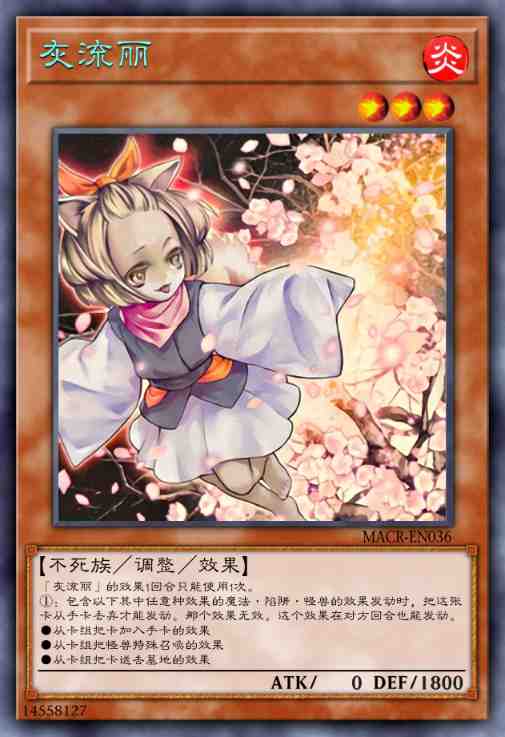 灰流丽
炎
MACR-EN036
【不死族／调整／效果】
「灰流丽」的效果1回合只能使用1次。
①：包含以下其中任意种效果的魔法·陷阱·怪兽的效果发动时，把这张
卡从手卡丢弃才能发动。那个效果无效。这个效果在对方回合也能发动。
●从卡组把卡加入手卡的效果
●从卡组把怪兽特殊召唤的效果
●从卡组把卡送去墓地的效果
ATK/ 0 DEF/1800
14558127